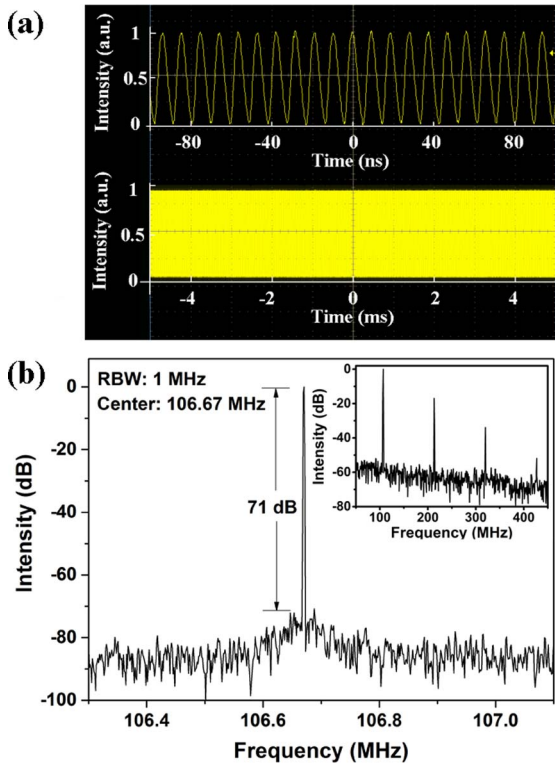 (a)
Intensity (a.u.)
1
0.5
0
-80 -40 0 40 80
Time (ns)
Intensity (a.u.)
1
0.5
0
-4 -2 0 2 4
Time (ms)
(b)
RBW: 1 MHz
Center: 106.67 MHz
71 dB
Intensity (dB)
0
-20
-40
-60
-80
-100
106.4 106.6 106.8 107.0
Frequency (MHz)
Intensity (dB)
0
-20
-40
-60
-80
100 200 300 400
Frequency (MHz)